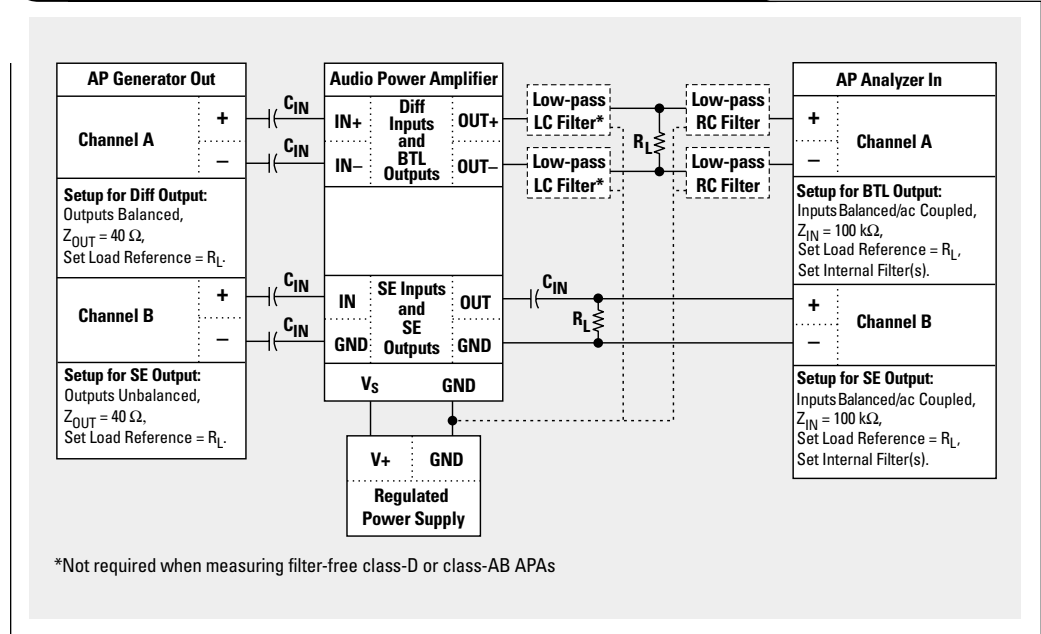 AP Generator Out
Channel A
+
–
Setup for Diff Output:
Outputs Balanced,
Z_OUT = 40 Ω,
Set Load Reference = R_L.
Channel B
+
–
Setup for SE Output:
Outputs Unbalanced,
Z_OUT = 40 Ω,
Set Load Reference = R_L.
C_IN
C_IN
C_IN
C_IN
Audio Power Amplifier
IN+
IN–
Diff
Inputs
and
BTL
Outputs
OUT+
OUT–
IN
GND
SE Inputs
and
SE
Outputs
OUT
GND
V_S
GND
V+
GND
Regulated
Power Supply
Low-pass
LC Filter*
Low-pass
LC Filter*
R_L
Low-pass
RC Filter
Low-pass
RC Filter
C_IN
R_L
AP Analyzer In
+
–
Channel A
Setup for BTL Output:
Inputs Balanced/ac Coupled,
Z_IN = 100 kΩ,
Set Load Reference = R_L,
Set Internal Filter(s).
+
–
Channel B
Setup for SE Output:
Inputs Balanced/ac Coupled,
Z_IN = 100 kΩ,
Set Load Reference = R_L,
Set Internal Filter(s).
*Not required when measuring filter-free class-D or class-AB APAs